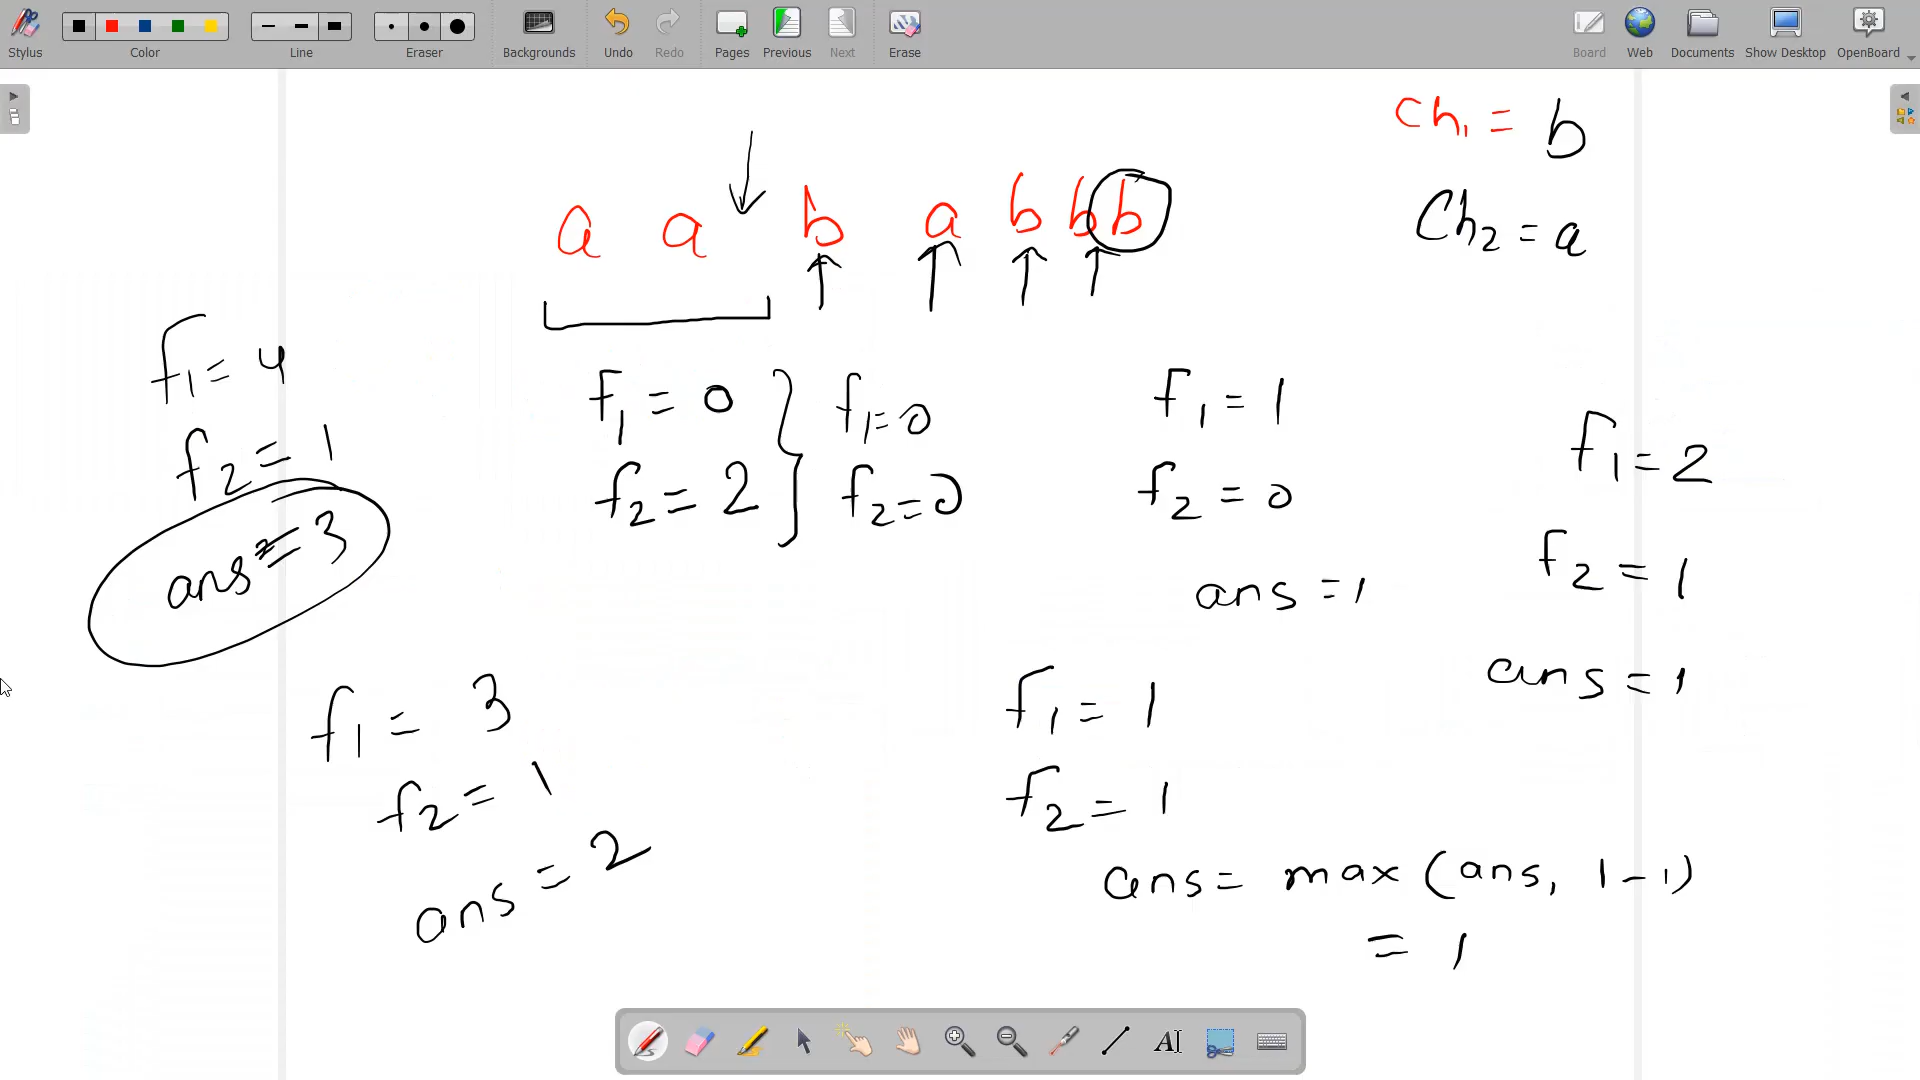 Stylus
Color
Line
Eraser
Backgrounds
Undo
Redo
Pages
Previous
Next
Erase
Board
Web
Documents
Show Desktop
OpenBoard
ch1 = b
Ch2 = a
a a b a b b b
f1 = 4
f2 = 1
ans = 3
f1 = 0
f2 = 2
f1 = 0
f2 = 0
f1 = 1
f2 = 0
ans = 1
f1 = 2
f2 = 1
ans = 1
f1 = 3
f2 = 1
ans = 2
f1 = 1
f2 = 1
ans = max (ans, 1 - 1)
= 1